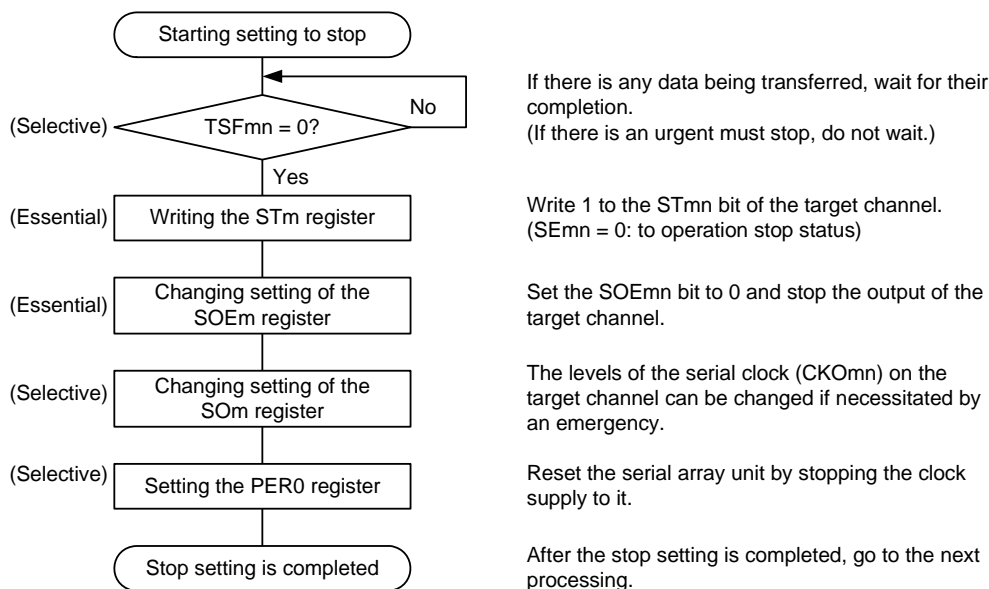 Starting setting to stop
No
(Selective)
TSFmn = 0?
If there is any data being transferred, wait for their
completion.
(If there is an urgent must stop, do not wait.)
Yes
(Essential)
Writing the STm register
Write 1 to the STmn bit of the target channel.
(SEmn = 0: to operation stop status)
(Essential)
Changing setting of the
SOEm register
Set the SOEmn bit to 0 and stop the output of the
target channel.
(Selective)
Changing setting of the
SOm register
The levels of the serial clock (CKOmn) on the
target channel can be changed if necessitated by
an emergency.
(Selective)
Setting the PER0 register
Reset the serial array unit by stopping the clock
supply to it.
Stop setting is completed
After the stop setting is completed, go to the next
processing.